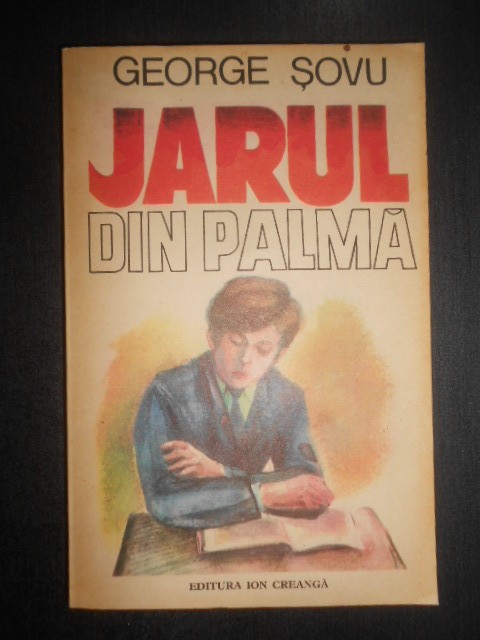 GEORGE ȘOVU
JARUL
DIN PALMĂ
EDITURA ION CREANGĂ